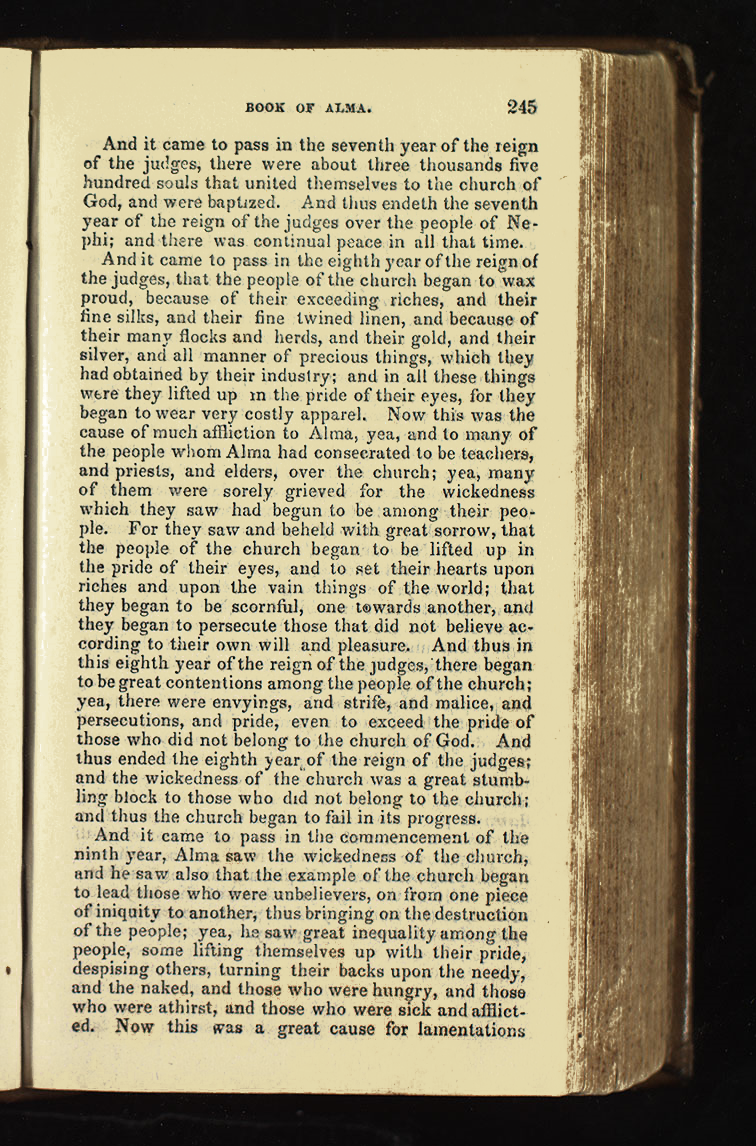 BOOK OF ALMA. 245
And it came to pass in the seventh year of the reign
of the judges, there were about three thousands five
hundred souls that united themselves to the church of
God, and were baptized. And thus endeth the seventh
year of the reign of the judges over the people of Ne-
phi; and there was continual peace in all that time.
And it came to pass in the eighth year of the reign of
the judges, that the people of the church began to wax
proud, because of their exceeding riches, and their
fine silks, and their fine twined linen, and because of
their many flocks and herds, and their gold, and their
silver, and all manner of precious things, which they
had obtained by their industry; and in all these things
were they lifted up in the pride of their eyes, for they
began to wear very costly apparel. Now this was the
cause of much affliction to Alma, yea, and to many of
the people whom Alma had consecrated to be teachers,
and priests, and elders, over the church; yea, many
of them were sorely grieved for the wickedness
which they saw had begun to be among their peo-
ple. For they saw and beheld with great sorrow, that
the people of the church began to be lifted up in
the pride of their eyes, and to set their hearts upon
riches and upon the vain things of the world; that
they began to be scornful, one towards another, and
they began to persecute those that did not believe ac-
cording to their own will and pleasure. And thus in
this eighth year of the reign of the judges, there began
to be great contentions among the people of the church;
yea, there were envyings, and strife, and malice, and
persecutions, and pride, even to exceed the pride of
those who did not belong to the church of God. And
thus ended the eighth year of the reign of the judges;
and the wickedness of the church was a great stumb-
ling block to those who did not belong to the church;
and thus the church began to fail in its progress.
And it came to pass in the commencement of the
ninth year, Alma saw the wickedness of the church,
and he saw also that the example of the church began
to lead those who were unbelievers, on from one piece
of iniquity to another, thus bringing on the destruction
of the people; yea, he saw great inequality among the
people, some lifting themselves up with their pride,
despising others, turning their backs upon the needy,
and the naked, and those who were hungry, and those
who were athirst, and those who were sick and afflict-
ed. Now this was a great cause for lamentations